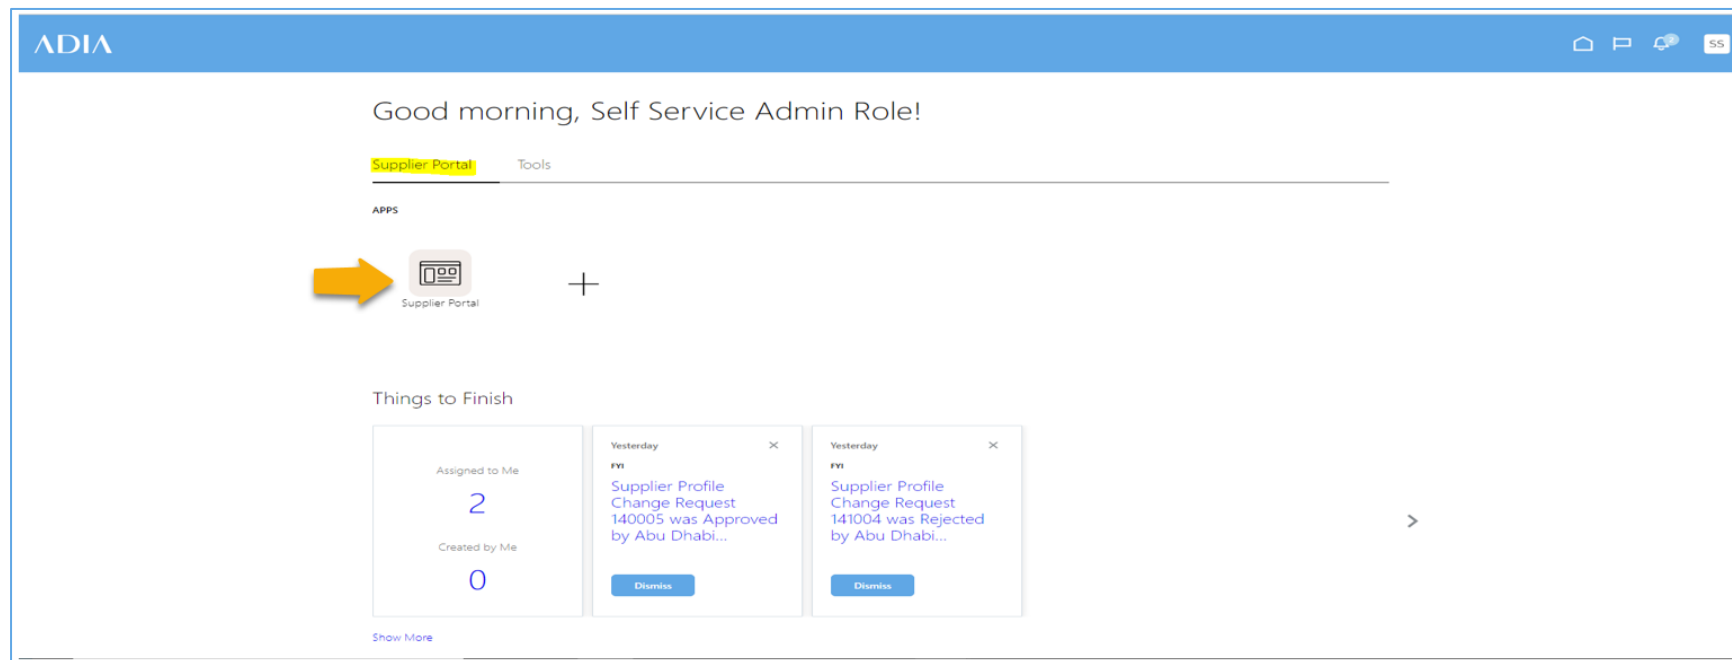 ADIA
2
SS
Good morning, Self Service Admin Role!
Supplier Portal
Tools
APPS
Supplier Portal
Things to Finish
Assigned to Me
2
Created by Me
0
Yesterday
FYI
Supplier Profile
Change Request
140005 was Approved
by Abu Dhabi...
Dismiss
Yesterday
FYI
Supplier Profile
Change Request
141004 was Rejected
by Abu Dhabi...
Dismiss
Show More